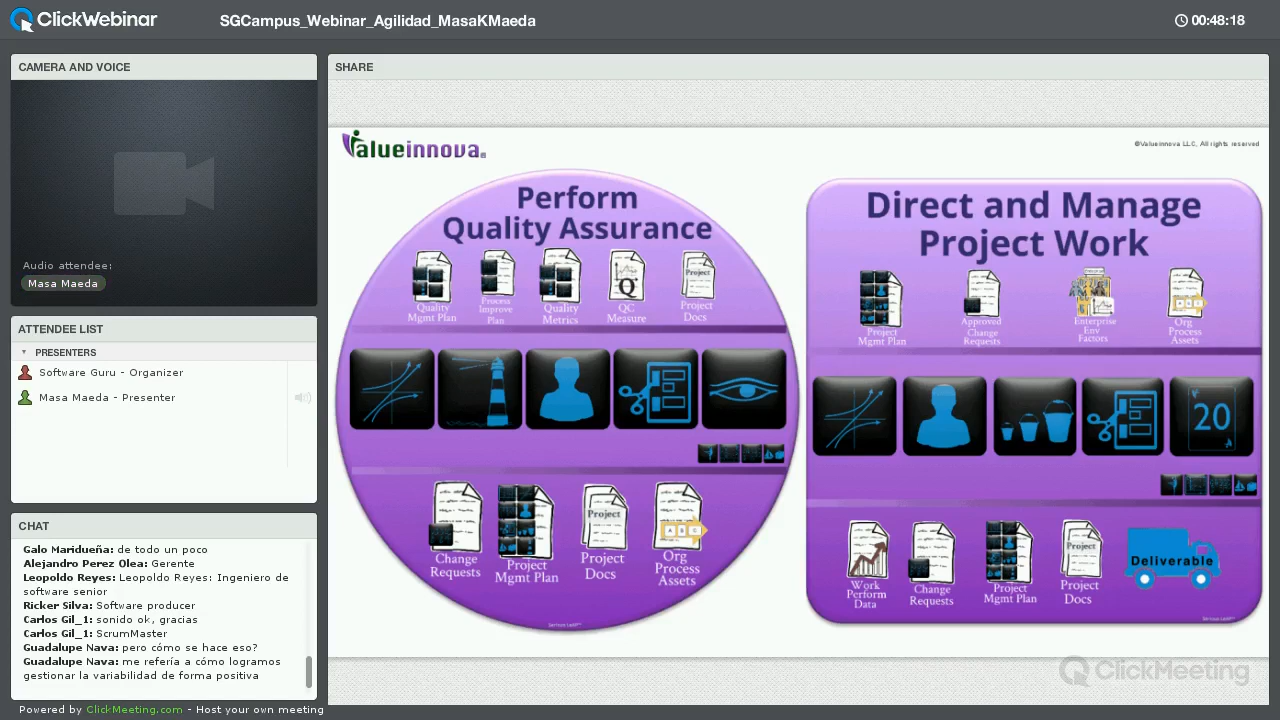 ClickWebinar
SGCampus_Webinar_Agilidad_MasaKMaeda
00:48:18
CAMERA AND VOICE
Audio attendee:
Masa Maeda
ATTENDEE LIST
PRESENTERS
Software Guru - Organizer
Masa Maeda - Presenter
CHAT
Galo Maridueña: de todo un poco
Alejandro Perez Olea: Gerente
Leopoldo Reyes: Leopoldo Reyes: Ingeniero de
software senior
Ricker Silva: Software producer
Carlos Gil_1: sonido ok, gracias
Carlos Gil_1: ScrumMaster
Guadalupe Nava: pero cómo se hace eso?
Guadalupe Nava: me refería a cómo logramos
gestionar la variabilidad de forma positiva
Powered by ClickMeeting.com - Host your own meeting
SHARE
Valueinnova
©Valueinnova LLC, All rights reserved
Perform
Quality Assurance
Quality
Mgmt Plan
Process
Improve
Plan
Quality
Metrics
Q
QC
Measure
Project
Project
Docs
Change
Requests
Project
Mgmt Plan
Project
Project
Docs
A B C
Org
Process
Assets
Direct and Manage
Project Work
Project
Mgmt Plan
Approved
Change
Requests
Enterprise
Env
Factors
Org
Process
Assets
20
Work
Perform
Data
Change
Requests
Project
Mgmt Plan
Project
Project
Docs
Deliverable
ClickMeeting